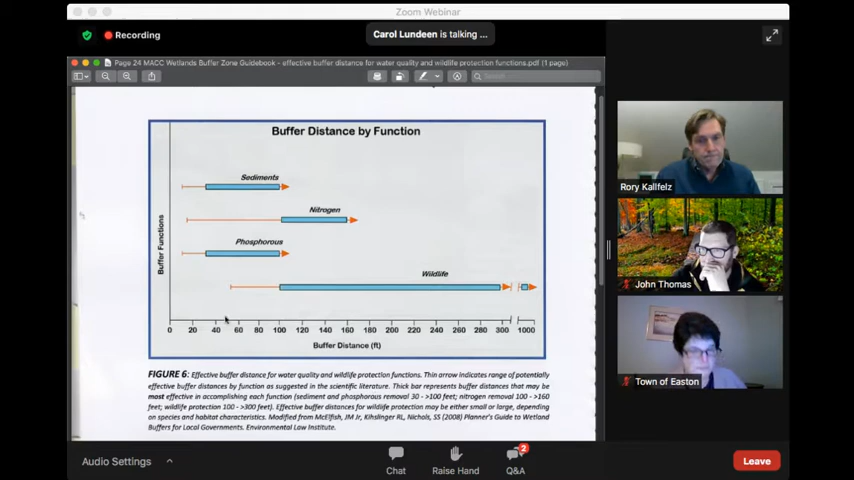 Zoom Webinar
Recording
Carol Lundeen is talking ...
Page 24 MACC Wetlands Buffer Zone Guidebook - effective buffer distance for water quality and wildlife protection functions.pdf (1 page)
Search
Buffer Distance by Function
Buffer Functions
Sediments
Nitrogen
Phosphorous
Wildlife
0 20 40 60 80 100 120 140 160 180 200 220 240 260 280 300 1000
Buffer Distance (ft)
FIGURE 6: Effective buffer distance for water quality and wildlife protection functions. Thin arrow indicates range of potentially
effective buffer distances by function as suggested in the scientific literature. Thick bar represents buffer distances that may be
most effective in accomplishing each function (sediment and phosphorous removal 30 - >100 feet; nitrogen removal 100 - >160
feet; wildlife protection 100 - >300 feet). Effective buffer distances for wildlife protection may be either small or large, depending
on species and habitat characteristics. Modified from McElfish, JM Jr, Kihslinger RL, Nichols, SS (2008) Planner's Guide to Wetland
Buffers for Local Governments. Environmental Law Institute.
Rory Kallfelz
John Thomas
Town of Easton
Audio Settings
Chat
Raise Hand
2
Q&A
Leave